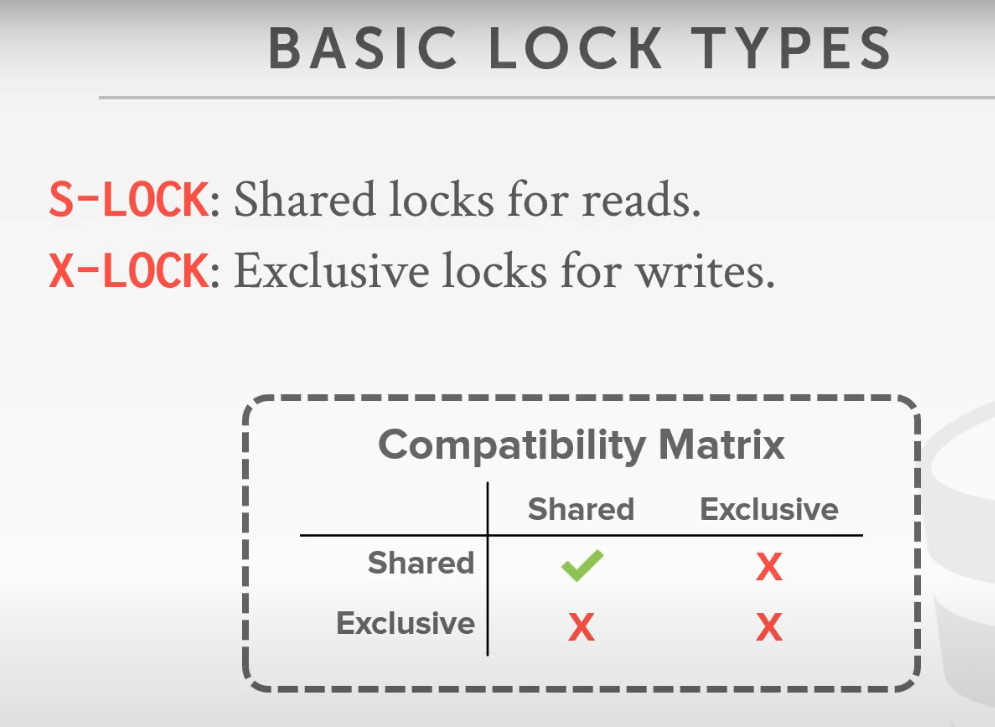 BASIC LOCK TYPES
S-LOCK: Shared locks for reads.
X-LOCK: Exclusive locks for writes.
Compatibility Matrix
Shared Exclusive
Shared ✓ X
Exclusive X X